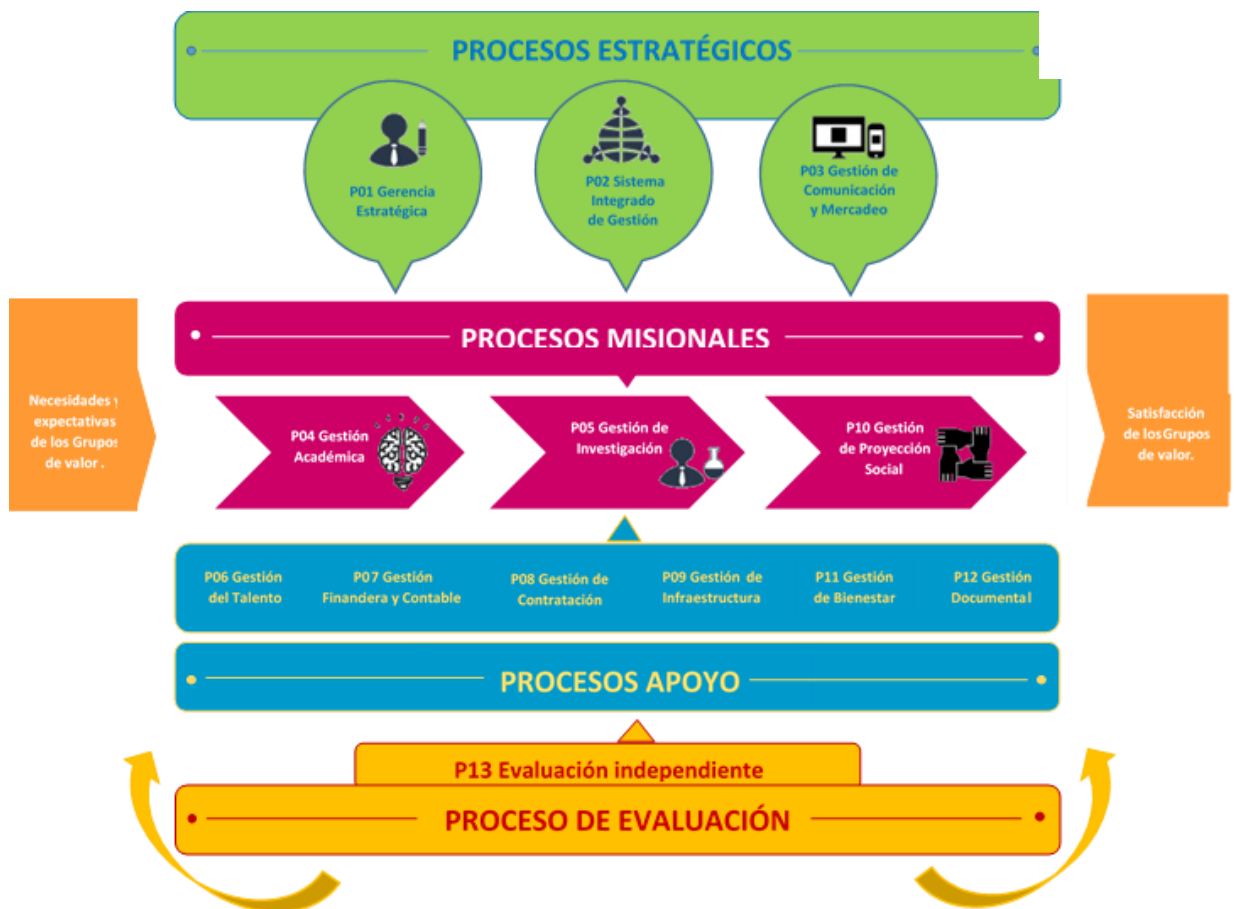 PROCESOS ESTRATÉGICOS
P01 Gerencia
Estratégica
P02 Sistema
Integrado
de Gestión
P03 Gestión de
Comunicación
y Mercadeo
Necesidades y
expectativas
de los Grupos
de valor .
PROCESOS MISIONALES
P04 Gestión
Académica
P05 Gestión de
Investigación
P10 Gestión
de Proyección
Social
Satisfacción
de los Grupos
de valor.
P06 Gestión
del Talento
P07 Gestión
Financiera y Contable
P08 Gestión de
Contratación
P09 Gestión de
Infraestructura
P11 Gestión
de Bienestar
P12 Gestión
Documental
PROCESOS APOYO
P13 Evaluación independiente
PROCESO DE EVALUACIÓN